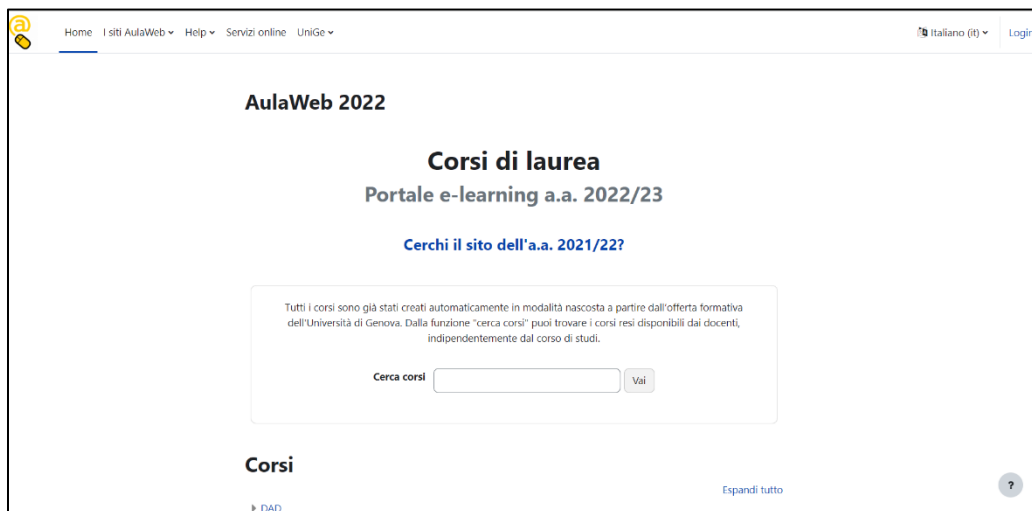 Home I siti AulaWeb Help Servizi online UniGe Italiano (it) Login
AulaWeb 2022
Corsi di laurea
Portale e-learning a.a. 2022/23
Cerchi il sito dell'a.a. 2021/22?
Tutti i corsi sono già stati creati automaticamente in modalità nascosta a partire dall'offerta formativa
dell'Università di Genova. Dalla funzione "cerca corsi" puoi trovare i corsi resi disponibili dai docenti,
indipendentemente dal corso di studi.
Cerca corsi Vai
Corsi
Espandi tutto
?
DAD